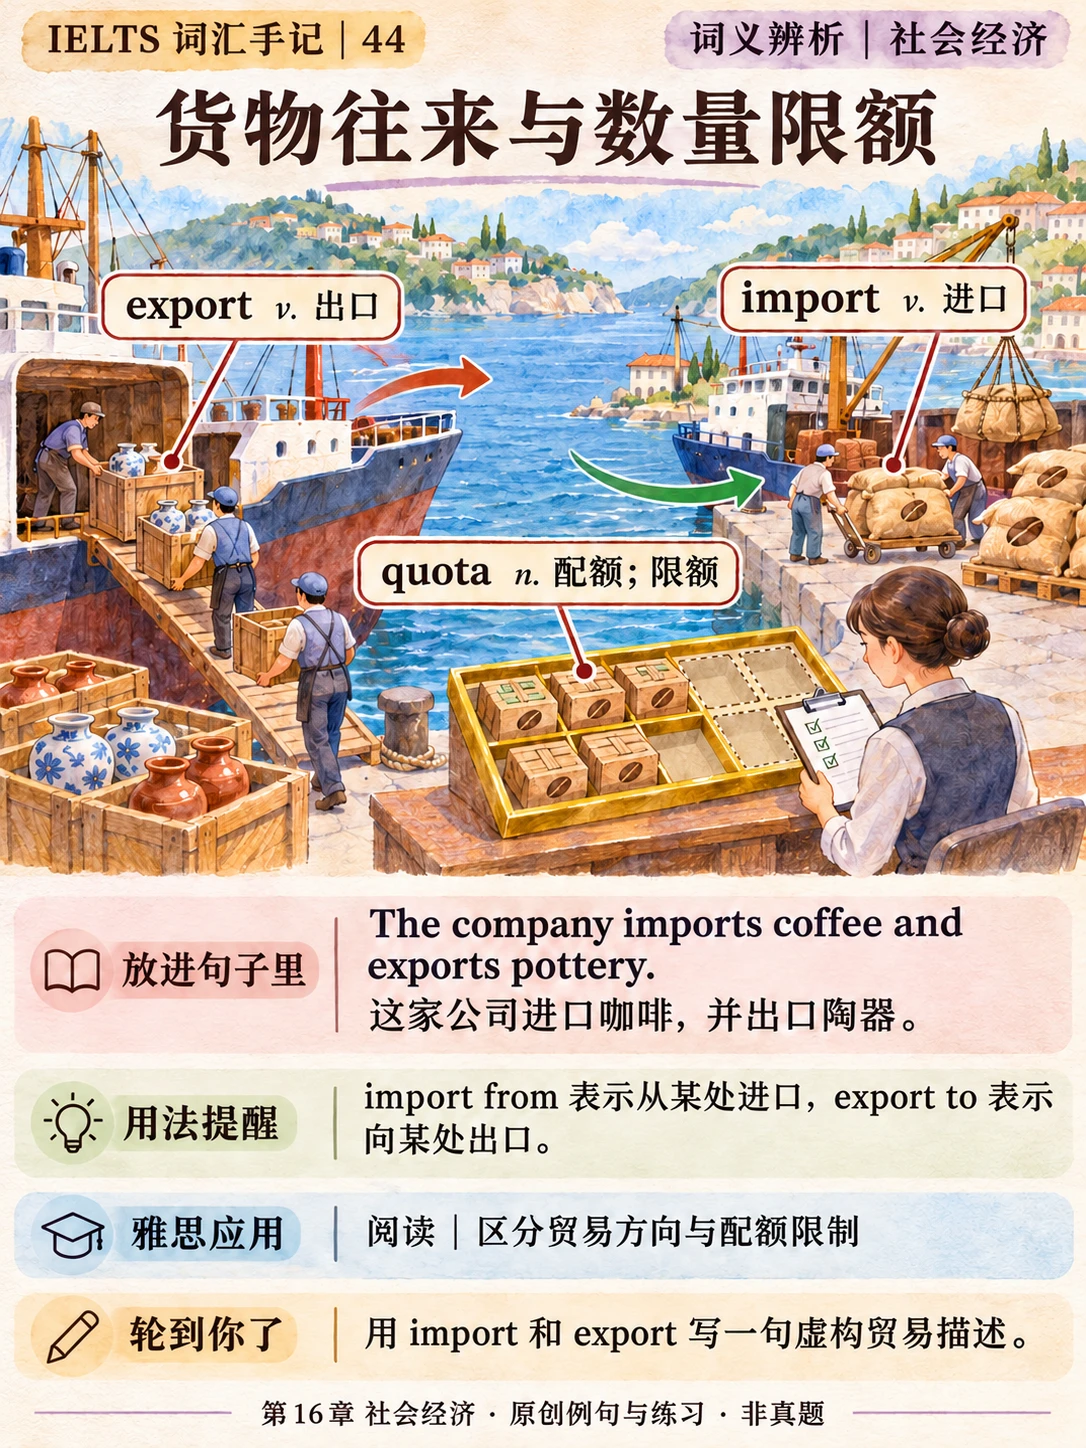 IELTS 词汇手记 | 44
词义辨析 | 社会经济
货物往来与数量限额
export v. 出口
import v. 进口
quota n. 配额；限额
放进句子里
The company imports coffee and
exports pottery.
这家公司进口咖啡，并出口陶器。
用法提醒
import from 表示从某处进口，export to 表示
向某处出口。
雅思应用
阅读 | 区分贸易方向与配额限制
轮到你了
用 import 和 export 写一句虚构贸易描述。
第16章 社会经济 · 原创例句与练习 · 非真题